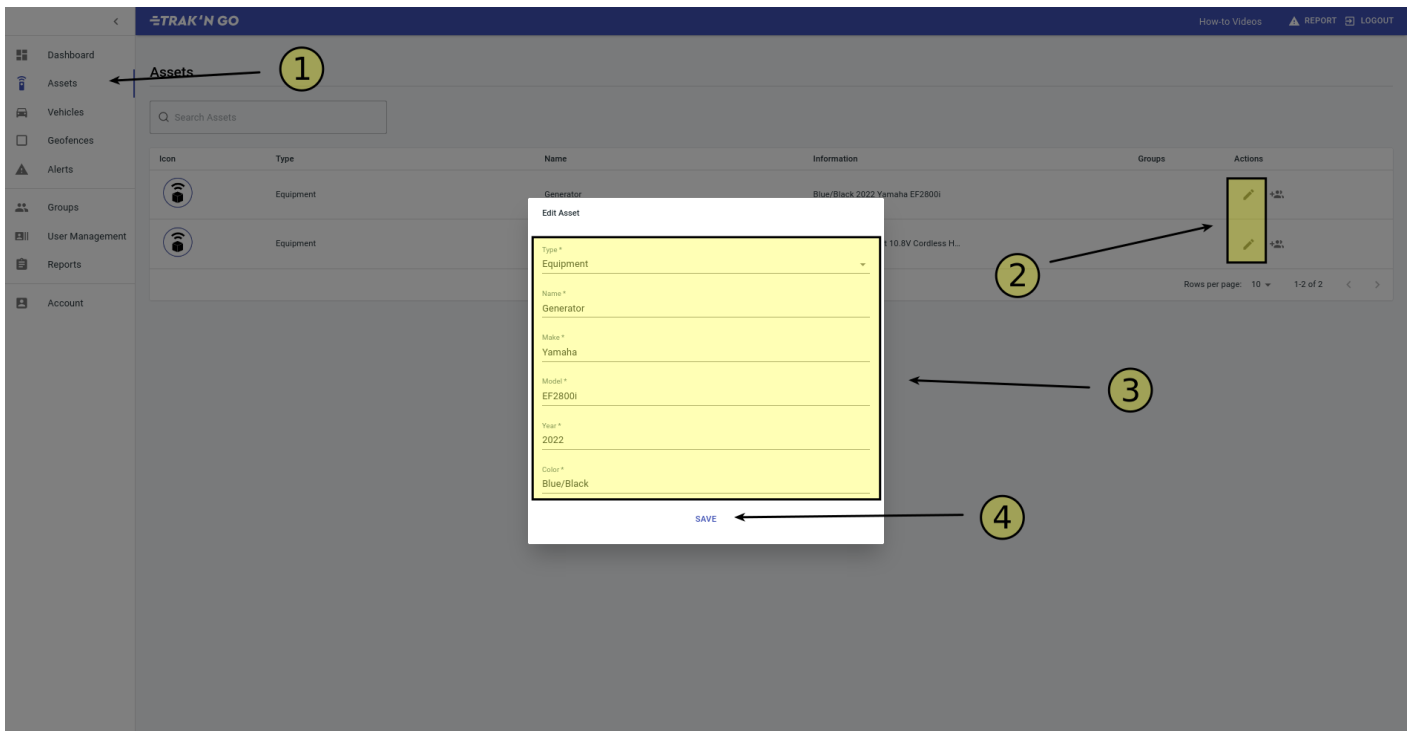 TRAK'N GO
How-to Videos
REPORT
LOGOUT
Dashboard
Assets
Vehicles
Geofences
Alerts
Groups
User Management
Reports
Account
Assets
1
Search Assets
Icon Type Name Information Groups Actions
Equipment Generator Blue/Black 2022 Yamaha EF2800i
Equipment t 10.8V Cordless H...
2
Rows per page: 10 1-2 of 2
Edit Asset
Type *
Equipment
Name *
Generator
Make *
Yamaha
Model *
EF2800i
Year *
2022
Color *
Blue/Black
3
SAVE
4